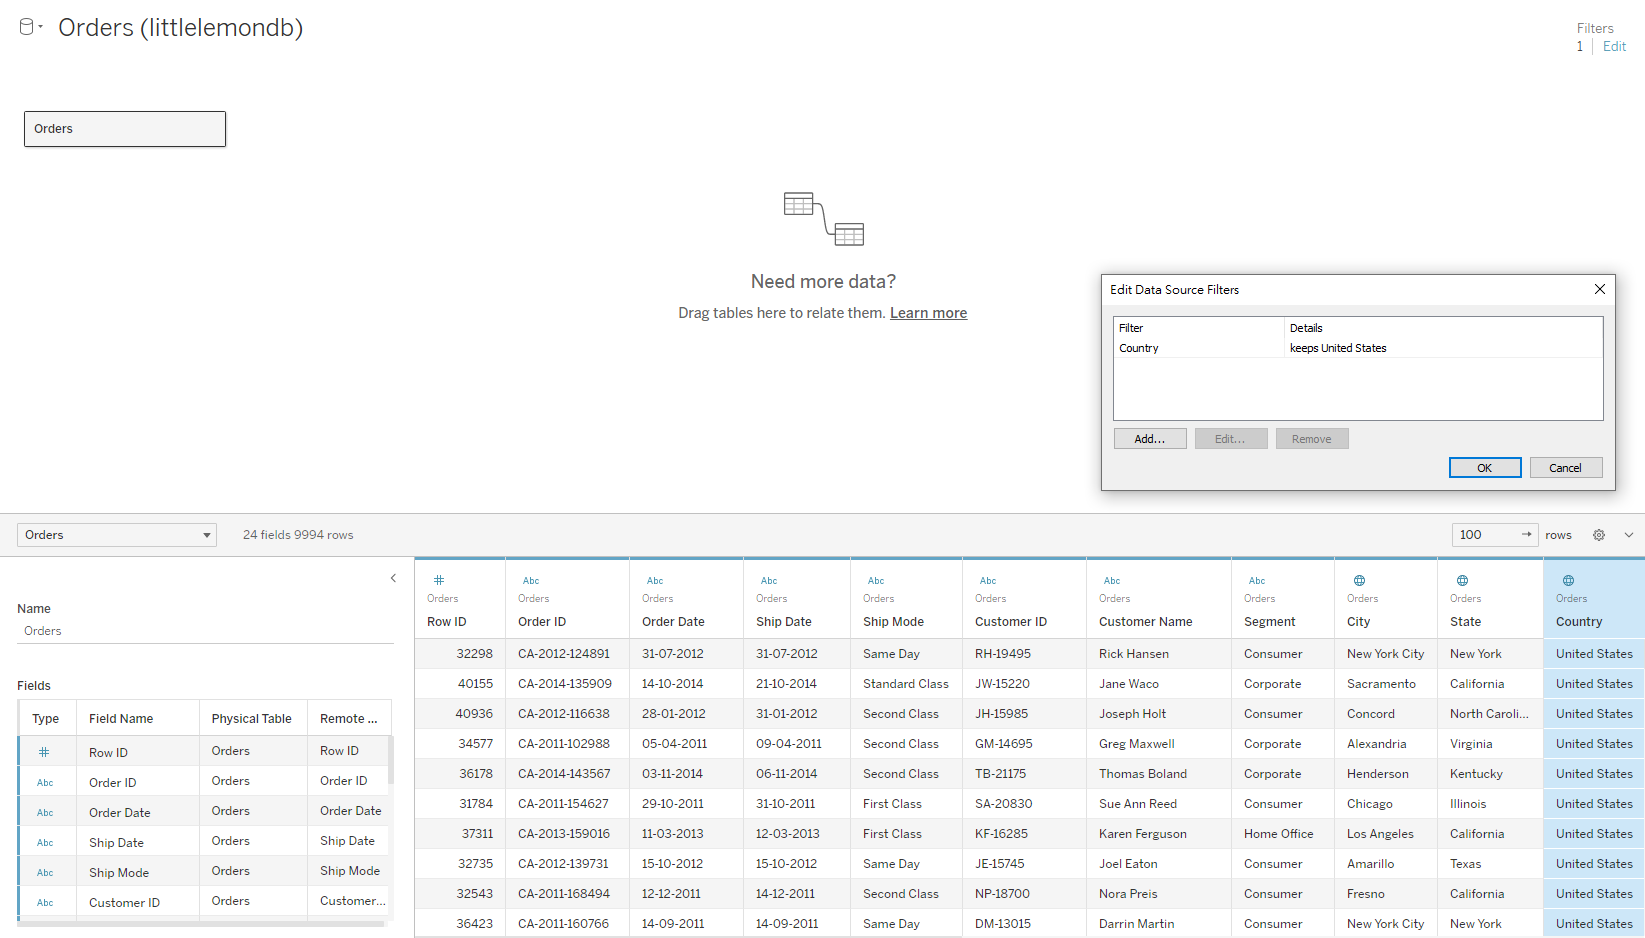 Orders (littlelemondb)
Filters
1 Edit
Orders
Need more data?
Drag tables here to relate them. Learn more
Edit Data Source Filters
Filter Details
Country keeps United States
Add... Edit... Remove
OK Cancel
Orders 24 fields 9994 rows 100 → rows
Name
Orders
Fields
Type Field Name Physical Table Remote ...
# Row ID Orders Row ID
Abc Order ID Orders Order ID
Abc Order Date Orders Order Date
Abc Ship Date Orders Ship Date
Abc Ship Mode Orders Ship Mode
Abc Customer ID Orders Customer...
# Abc Abc Abc Abc Abc Abc Abc
Orders Orders Orders Orders Orders Orders Orders Orders Orders Orders Orders
Row ID Order ID Order Date Ship Date Ship Mode Customer ID Customer Name Segment City State Country
32298 CA-2012-124891 31-07-2012 31-07-2012 Same Day RH-19495 Rick Hansen Consumer New York City New York United States
40155 CA-2014-135909 14-10-2014 21-10-2014 Standard Class JW-15220 Jane Waco Corporate Sacramento California United States
40936 CA-2012-116638 28-01-2012 31-01-2012 Second Class JH-15985 Joseph Holt Consumer Concord North Caroli... United States
34577 CA-2011-102988 05-04-2011 09-04-2011 Second Class GM-14695 Greg Maxwell Corporate Alexandria Virginia United States
36178 CA-2014-143567 03-11-2014 06-11-2014 Second Class TB-21175 Thomas Boland Corporate Henderson Kentucky United States
31784 CA-2011-154627 29-10-2011 31-10-2011 First Class SA-20830 Sue Ann Reed Consumer Chicago Illinois United States
37311 CA-2013-159016 11-03-2013 12-03-2013 First Class KF-16285 Karen Ferguson Home Office Los Angeles California United States
32735 CA-2012-139731 15-10-2012 15-10-2012 Same Day JE-15745 Joel Eaton Consumer Amarillo Texas United States
32543 CA-2011-168494 12-12-2011 14-12-2011 Second Class NP-18700 Nora Preis Consumer Fresno California United States
36423 CA-2011-160766 14-09-2011 14-09-2011 Same Day DM-13015 Darrin Martin Consumer New York City New York United States